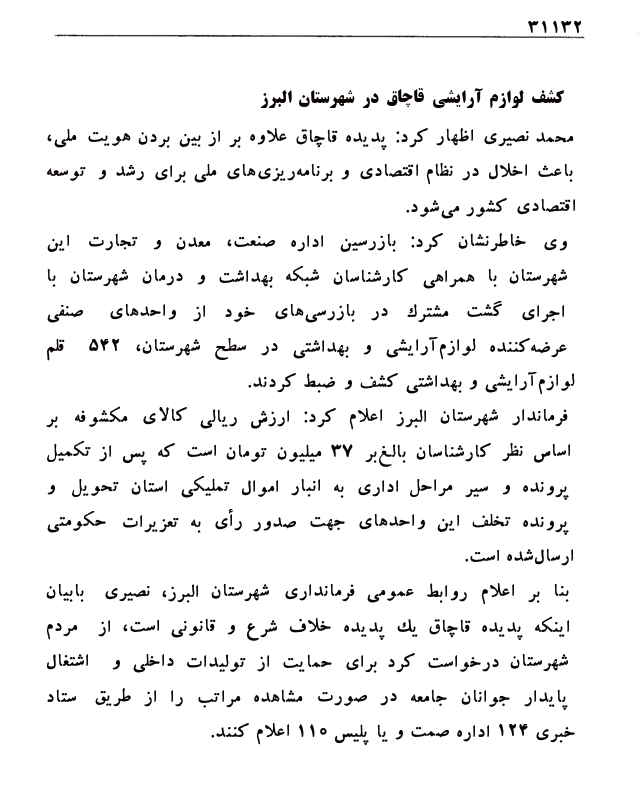 ۳۱۱۳۲
کشف لوازم آرایشی قاچاق در شهرستان البرز
محمد نصیری اظهار کرد: پدیده قاچاق علاوه بر از بین بردن هویت ملی،
باعث اخلال در نظام اقتصادی و برنامه‌ریزی‌های ملی برای رشد و توسعه
اقتصادی کشور می‌شود.
وی خاطرنشان کرد: بازرسین اداره صنعت، معدن و تجارت این
شهرستان با همراهی کارشناسان شبکه بهداشت و درمان شهرستان با
اجرای گشت مشترك در بازرسی‌های خود از واحدهای صنفی
عرضه‌کننده لوازم‌آرایشی و بهداشتی در سطح شهرستان، ۵۴۲ قلم
لوازم‌آرایشی و بهداشتی کشف و ضبط کردند.
فرماندار شهرستان البرز اعلام کرد: ارزش ریالی کالای مکشوفه بر
اساس نظر کارشناسان بالغ‌بر ۳۷ میلیون تومان است که پس از تکمیل
پرونده و سیر مراحل اداری به انبار اموال تملیکی استان تحویل و
پرونده تخلف این واحدهای جهت صدور رأی به تعزیرات حکومتی
ارسال‌شده است.
بنا بر اعلام روابط عمومی فرمانداری شهرستان البرز، نصیری بابیان
اینکه پدیده قاچاق یك پدیده خلاف شرع و قانونی است، از مردم
شهرستان درخواست کرد برای حمایت از تولیدات داخلی و اشتغال
پایدار جوانان جامعه در صورت مشاهده مراتب را از طریق ستاد
خبری ۱۲۴ اداره صمت و یا پلیس ۱۱۰ اعلام کنند.